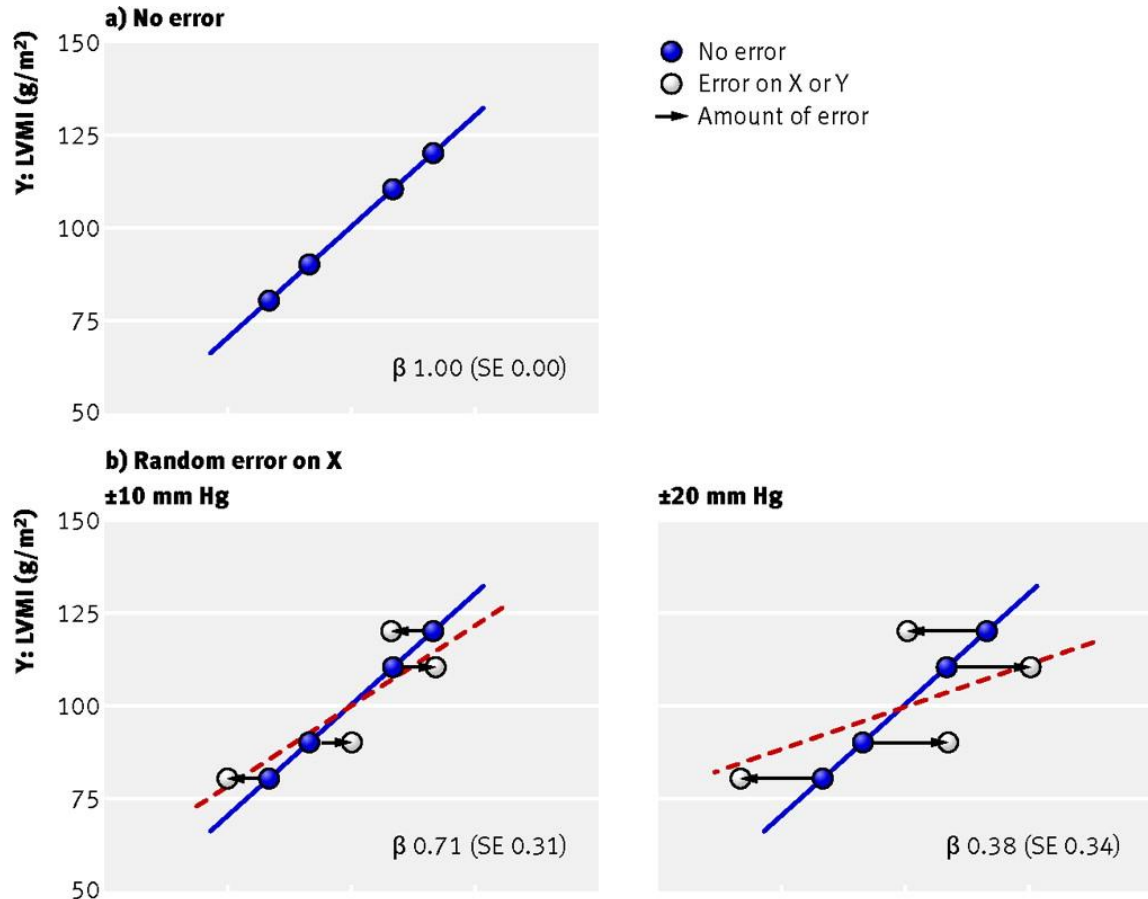 a) No error
Y: LVMI (g/m²)
150
125
100
75
50
β 1.00 (SE 0.00)
No error
Error on X or Y
Amount of error
b) Random error on X
±10 mm Hg
Y: LVMI (g/m²)
150
125
100
75
50
β 0.71 (SE 0.31)
±20 mm Hg
β 0.38 (SE 0.34)